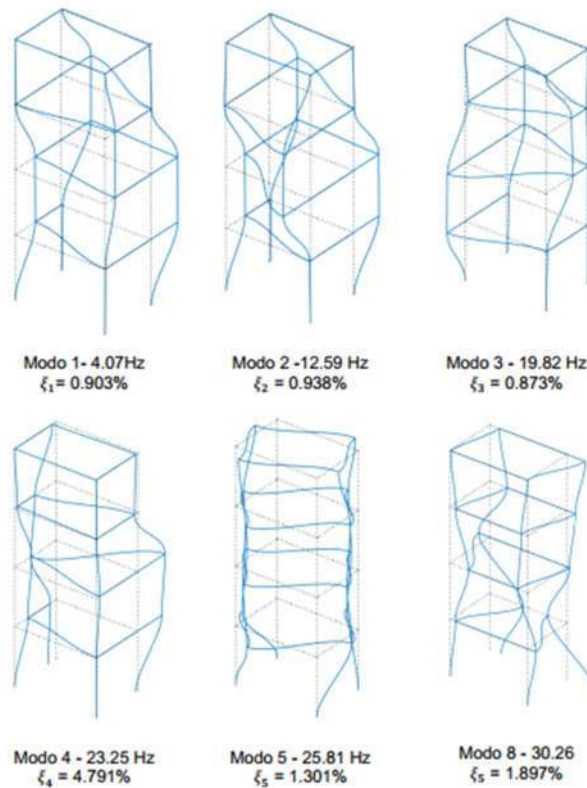 Modo 1- 4.07Hz
ξ₁= 0.903%
Modo 2 -12.59 Hz
ξ₂ = 0.938%
Modo 3 - 19.82 Hz
ξ₃ = 0.873%
Modo 4 - 23.25 Hz
ξ₄ = 4.791%
Modo 5 - 25.81 Hz
ξ₅ = 1.301%
Modo 8 - 30.26
ξ₅ = 1.897%